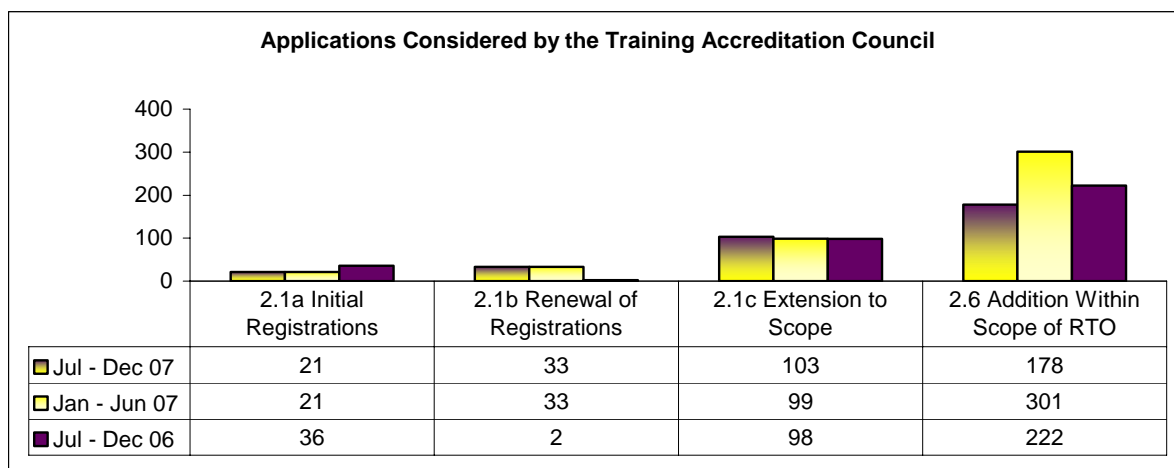 Applications Considered by the Training Accreditation Council
400
300
200
100
0
2.1a Initial Registrations
2.1b Renewal of Registrations
2.1c Extension to Scope
2.6 Addition Within Scope of RTO
Jul - Dec 07 21 33 103 178
Jan - Jun 07 21 33 99 301
Jul - Dec 06 36 2 98 222